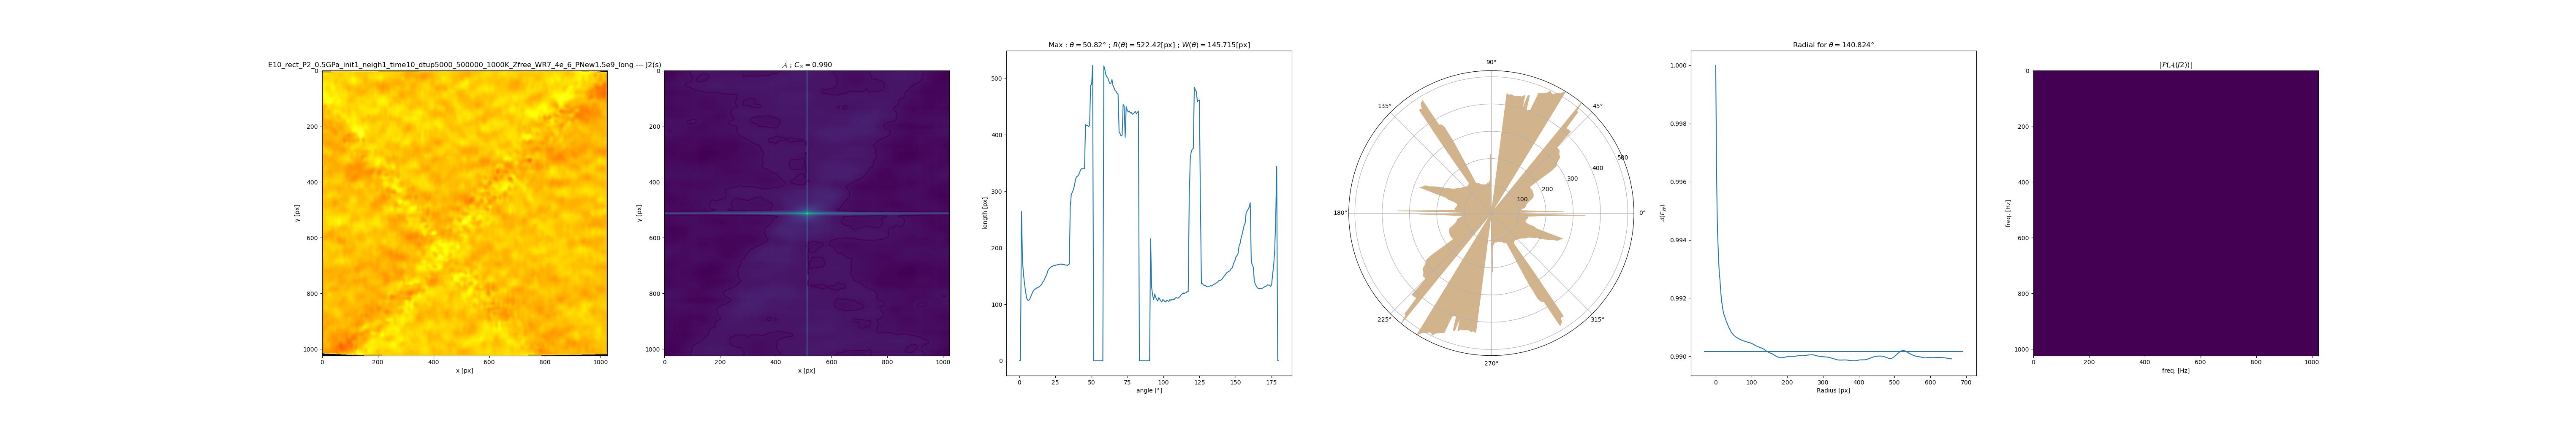 E10_rect_P2_0.5GPa_init1_neigh1_time10_dtup5000_500000_1000K_Zfree_WR7_4e_6_PNew1.5e9_long --- J2(s)
0
200
400
600
800
1000
y [px]
0 200 400 600 800 1000
x [px]
𝒜 ; C∞ = 0.990
0
200
400
600
800
1000
y [px]
0 200 400 600 800 1000
x [px]
Max : θ = 50.82° ; R(θ) = 522.42[px] ; W(θ) = 145.715[px]
500
400
300
200
100
0
length [px]
0 25 50 75 100 125 150 175
angle [°]
90°
135° 45°
500
400
300
200
100
180° 0°
225° 315°
270°
Radial for θ = 140.824°
1.000
0.998
0.996
0.994
0.992
0.990
0 100 200 300 400 500 600 700
Radius [px]
|ℱ(𝒜(J2))|
0
200
400
600
800
1000
freq. [Hz]
0 200 400 600 800 1000
freq. [Hz]